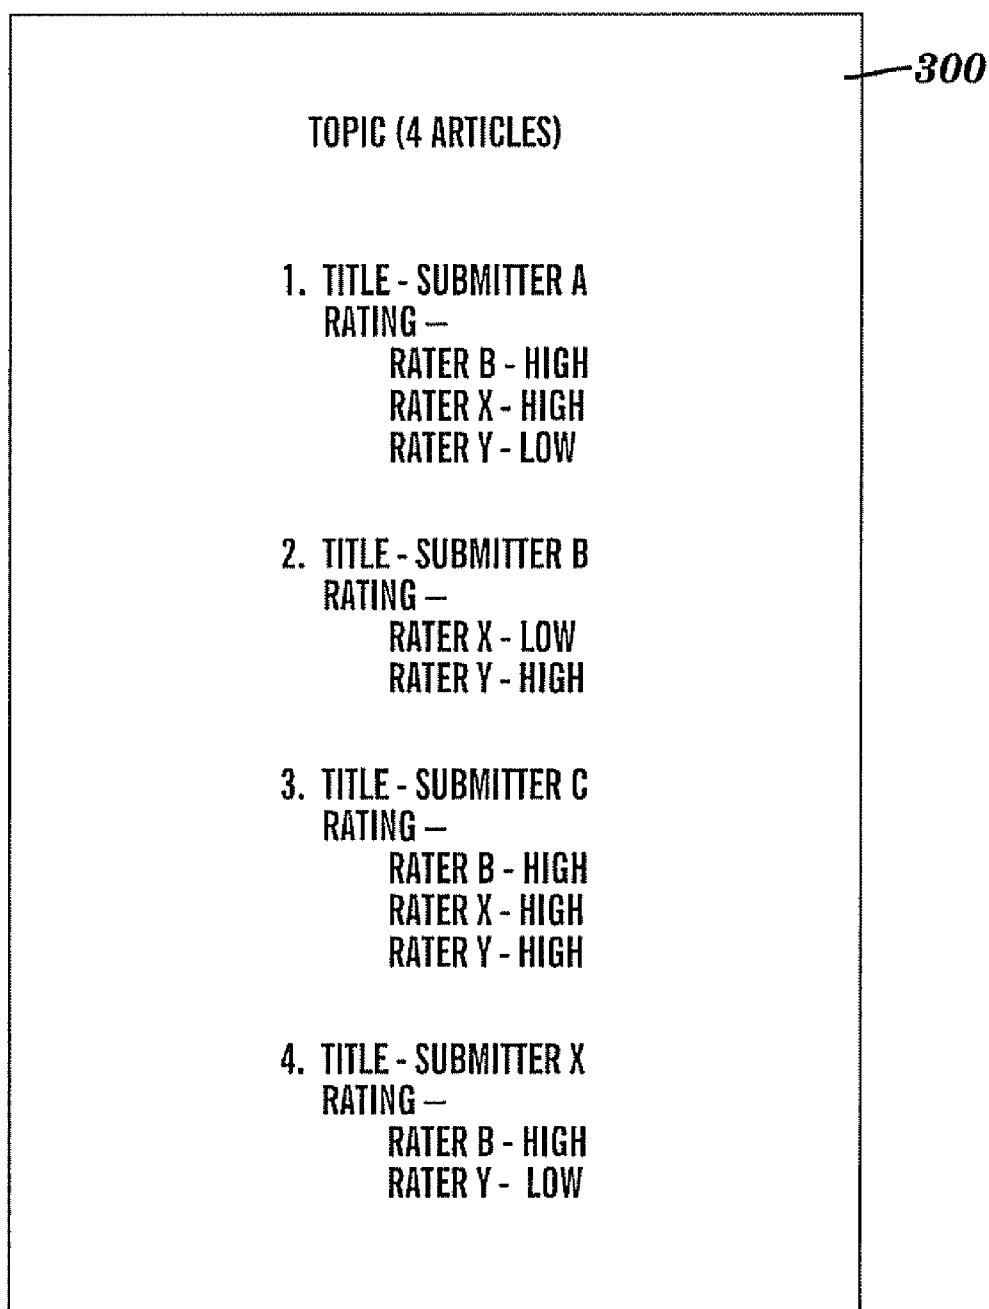 300
TOPIC (4 ARTICLES)
1. TITLE - SUBMITTER A
RATING —
RATER B - HIGH
RATER X - HIGH
RATER Y - LOW
2. TITLE - SUBMITTER B
RATING —
RATER X - LOW
RATER Y - HIGH
3. TITLE - SUBMITTER C
RATING —
RATER B - HIGH
RATER X - HIGH
RATER Y - HIGH
4. TITLE - SUBMITTER X
RATING —
RATER B - HIGH
RATER Y - LOW